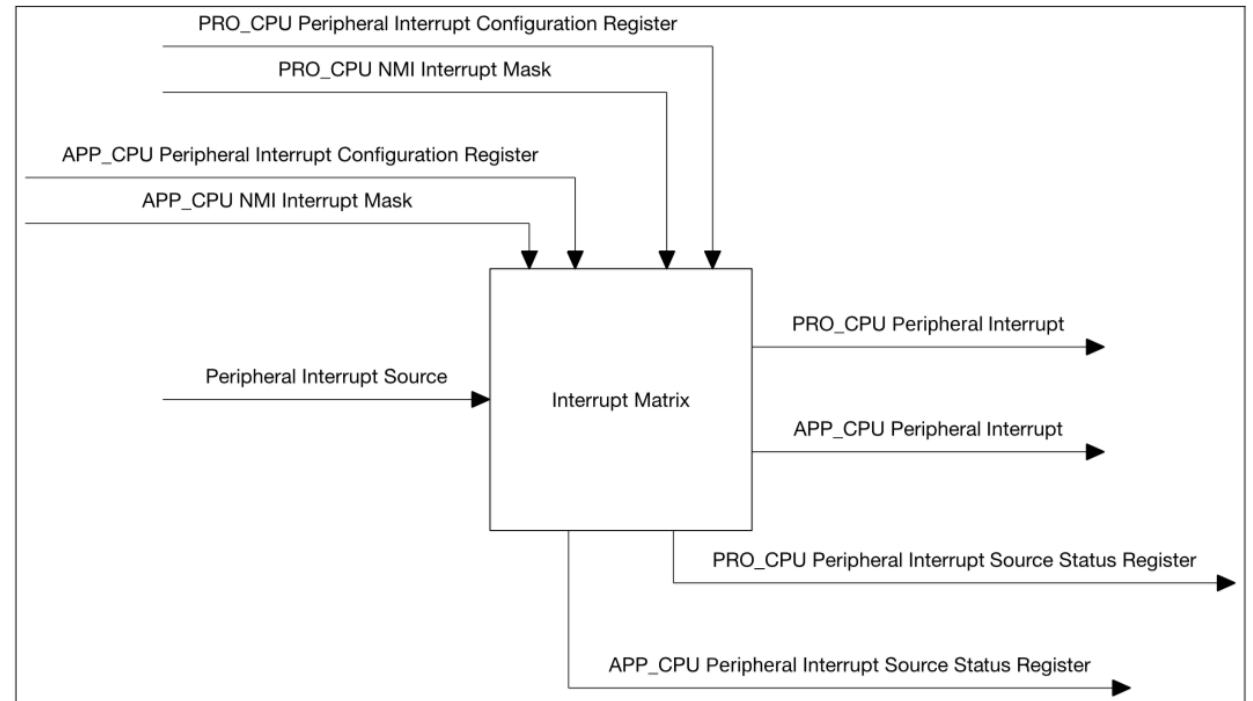 PRO_CPU Peripheral Interrupt Configuration Register
PRO_CPU NMI Interrupt Mask
APP_CPU Peripheral Interrupt Configuration Register
APP_CPU NMI Interrupt Mask
PRO_CPU Peripheral Interrupt
Peripheral Interrupt Source
Interrupt Matrix
APP_CPU Peripheral Interrupt
PRO_CPU Peripheral Interrupt Source Status Register
APP_CPU Peripheral Interrupt Source Status Register